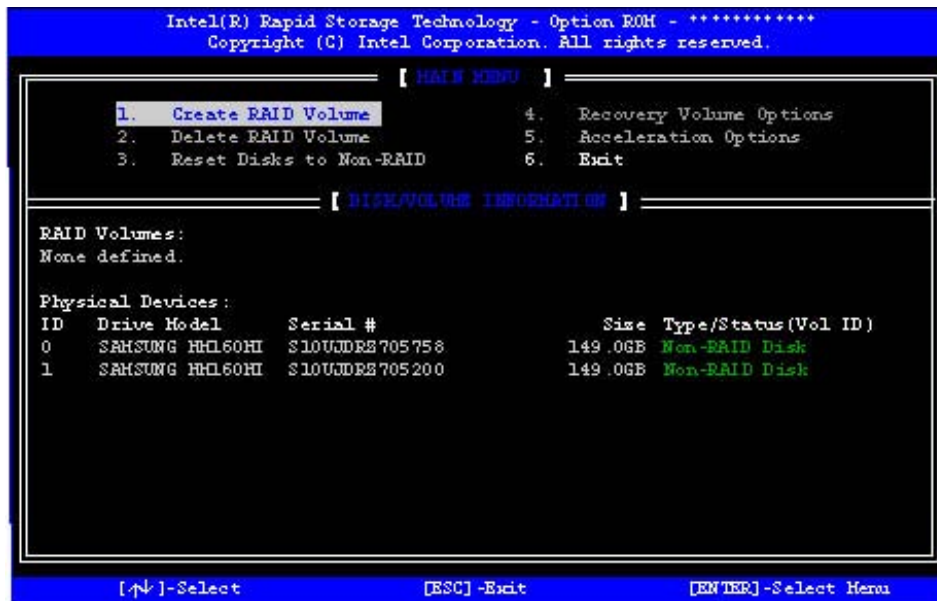 Intel(R) Rapid Storage Technology - Option ROM - ************
Copyright (C) Intel Corporation. All rights reserved.
[ MAIN MENU ]
1. Create RAID Volume
2. Delete RAID Volume
3. Reset Disks to Non-RAID
4. Recovery Volume Options
5. Acceleration Options
6. Exit
[ DISK/VOLUME INFORMATION ]
RAID Volumes:
None defined.
Physical Devices:
ID Drive Model Serial # Size Type/Status(Vol ID)
0 SAMSUNG HM160HI S10UJDRZ705758 149.0GB Non-RAID Disk
1 SAMSUNG HM160HI S10UJDRZ705200 149.0GB Non-RAID Disk
[↑↓]-Select [ESC]-Exit [ENTER]-Select Menu